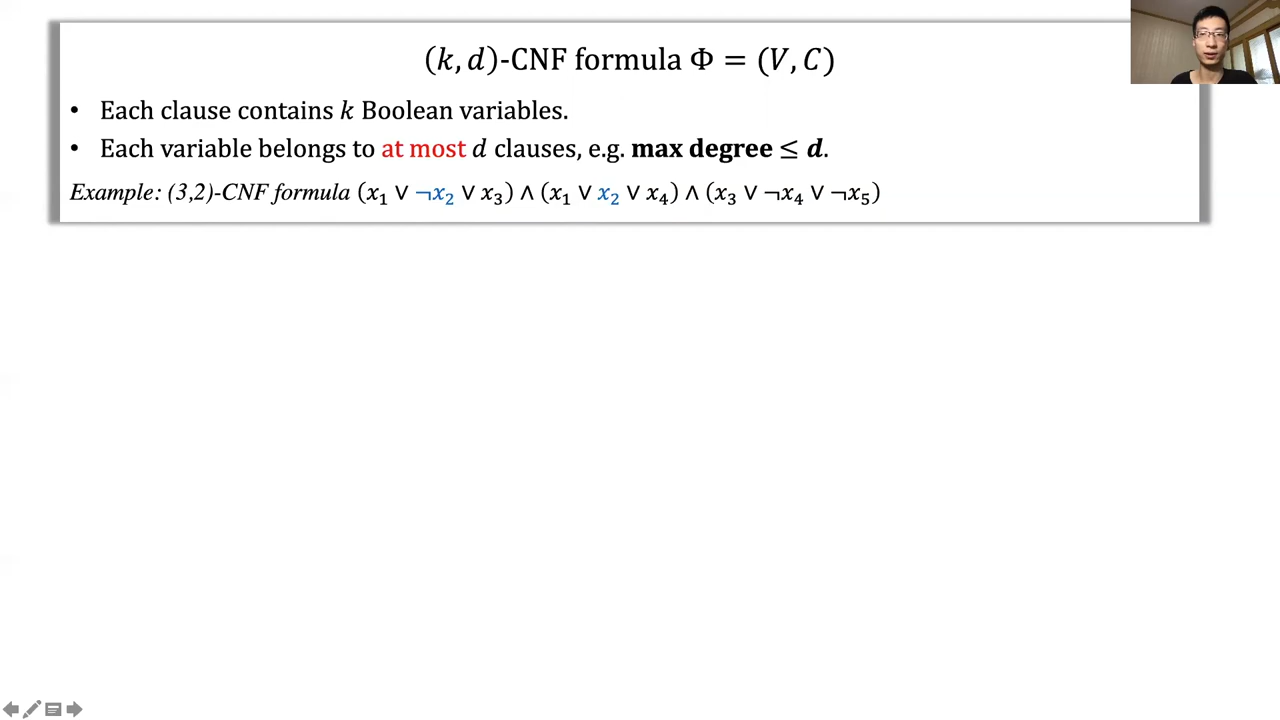 (k, d)-CNF formula Φ = (V, C)
• Each clause contains k Boolean variables.
• Each variable belongs to at most d clauses, e.g. max degree ≤ d.
Example: (3,2)-CNF formula (x₁ ∨ ¬x₂ ∨ x₃) ∧ (x₁ ∨ x₂ ∨ x₄) ∧ (x₃ ∨ ¬x₄ ∨ ¬x₅)